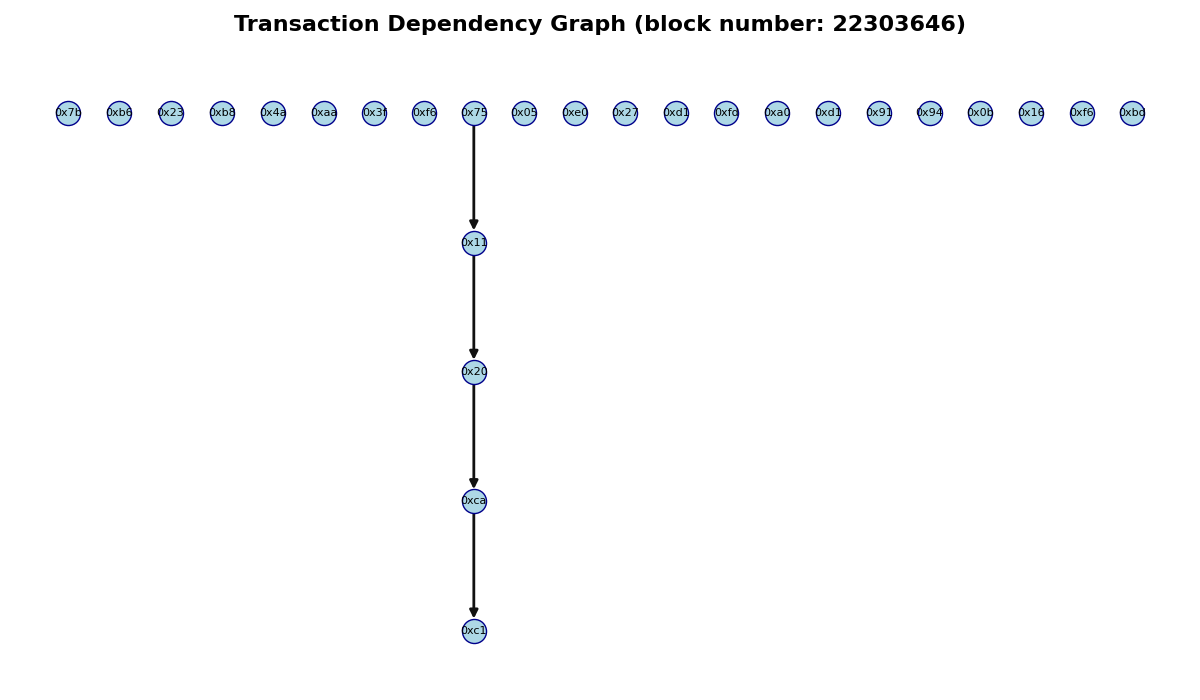 Transaction Dependency Graph (block number: 22303646)
0x7b 0xb6 0x23 0xb8 0x4a 0xaa 0x3f 0xf6 0x75 0x05 0xe0 0x27 0xd1 0xfd 0xa0 0xd1 0x91 0x94 0x0b 0x16 0xf6 0xbd
0x11
0x20
0xca
0xc1